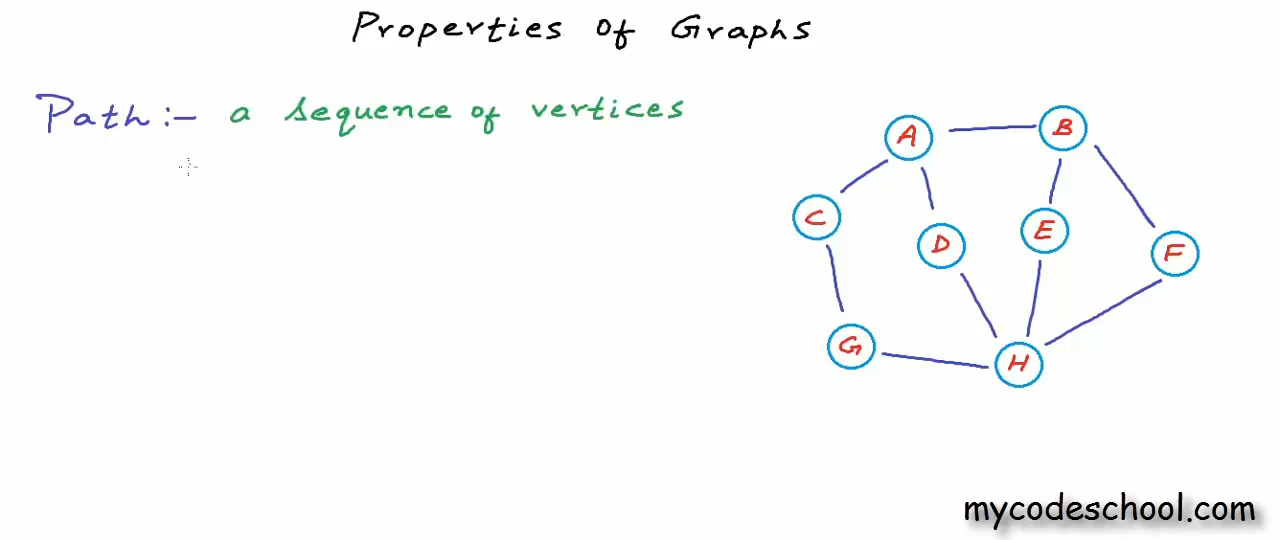 Properties of Graphs
Path:- a sequence of vertices
A
B
C
D
E
F
G
H
mycodeschool.com